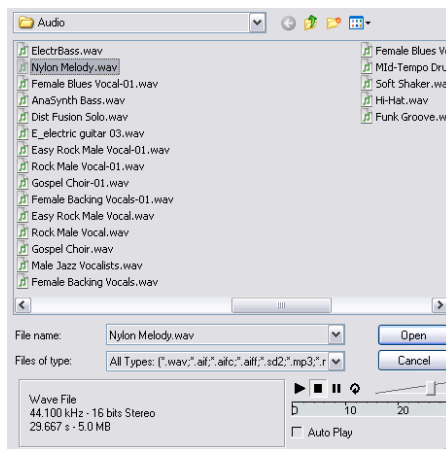 Audio
ElectrBass.wav
Nylon Melody.wav
Female Blues Vocal-01.wav
AnaSynth Bass.wav
Dist Fusion Solo.wav
E_electric guitar 03.wav
Easy Rock Male Vocal-01.wav
Rock Male Vocal-01.wav
Gospel Choir-01.wav
Female Backing Vocals-01.wav
Easy Rock Male Vocal.wav
Rock Male Vocal.wav
Gospel Choir.wav
Male Jazz Vocalists.wav
Female Backing Vocals.wav
Female Blues Vo
MId-Tempo Dru
Soft Shaker.wa
Hi-Hat.wav
Funk Groove.w
File name: Nylon Melody.wav Open
Files of type: All Types: (*.wav;*.aif;*.aifc;*.aiff;*.sd2;*.mp3;*.r Cancel
Wave File
44.100 kHz - 16 bits Stereo
29.667 s - 5.0 MB
10 20
Auto Play